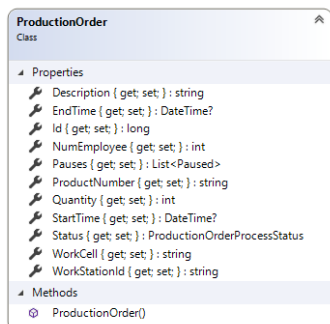 ProductionOrder
Class
Properties
Description { get; set; } : string
EndTime { get; set; } : DateTime?
Id { get; set; } : long
NumEmployee { get; set; } : int
Pauses { get; set; } : List<Paused>
ProductNumber { get; set; } : string
Quantity { get; set; } : int
StartTime { get; set; } : DateTime?
Status { get; set; } : ProductionOrderProcessStatus
WorkCell { get; set; } : string
WorkStationId { get; set; } : string
Methods
ProductionOrder()